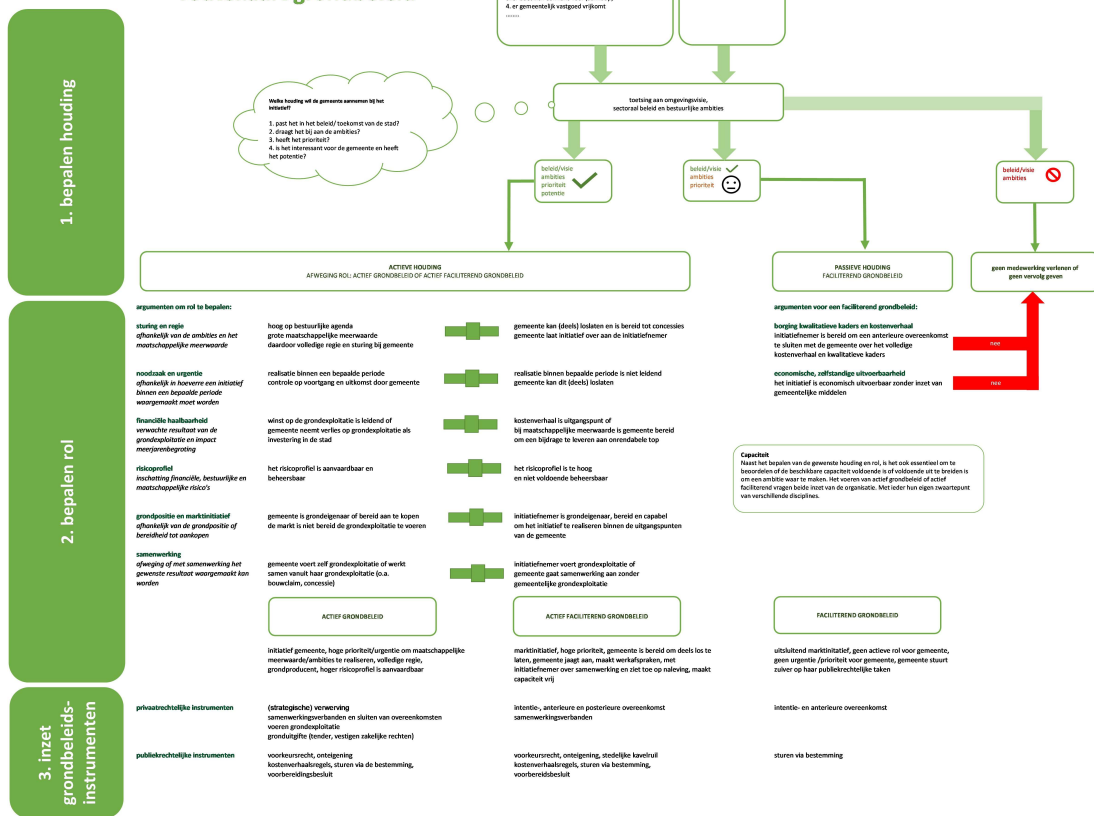 4. er gemeentelijk vastgoed vrijkomt
.......
1. bepalen houding
Welke houding wil de gemeente aannemen bij het
initiatief?
1. past het in het beleid/ toekomst van de stad?
2. draagt het bij aan de ambities?
3. heeft het prioriteit?
4. is het interessant voor de gemeente en heeft
het potentie?
toetsing aan omgevingsvisie,
sectoraal beleid en bestuurlijke ambities
beleid/visie
ambities
prioriteit
potentie
beleid/visie
ambities
prioriteit
beleid/visie
ambities
ACTIEVE HOUDING
AFWEGING ROL: ACTIEF GRONDBELEID OF ACTIEF FACILITEREND GRONDBELEID
PASSIEVE HOUDING
FACILITEREND GRONDBELEID
geen medewerking verlenen of
geen vervolg geven
2. bepalen rol
argumenten om rol te bepalen:
sturing en regie
afhankelijk van de ambities en het
maatschappelijke meerwaarde
hoog op bestuurlijke agenda
grote maatschappelijke meerwaarde
daardoor volledige regie en sturing bij gemeente
gemeente kan (deels) loslaten en is bereid tot concessies
gemeente laat initiatief over aan de initiatiefnemer
noodzaak en urgentie
afhankelijk in hoeverre een initiatief
binnen een bepaalde periode
waargemaakt moet worden
realisatie binnen een bepaalde periode
controle op voortgang en uitkomst door gemeente
realisatie binnen bepaalde periode is niet leidend
gemeente kan dit (deels) loslaten
financiële haalbaarheid
verwachte resultaat van de
grondexploitatie en impact
meerjarenbegrating
winst op de grondexploitatie is leidend of
gemeente neemt verlies op grondexploitatie als
investering in de stad
kostenverhaal is uitgangspunt of
bij maatschappelijke meerwaarde is gemeente bereid
om een bijdrage te leveren aan onrendabele top
risicoprofiel
inschatting financiële, bestuurlijke en
maatschappelijke risico's
het risicoprofiel is aanvaardbaar en
beheersbaar
het risicoprofiel is te hoog
en niet voldoende beheersbaar
grondpositie en marktinitiatief
afhankelijk van de grondpositie of
bereidheid tot aankopen
gemeente is grondeigenaar of bereid aan te kopen
de markt is niet bereid de grondexploitatie te voeren
initiatiefnemer is grondeigenaar, bereid en capabel
om het initiatief te realiseren binnen de uitgangspunten
van de gemeente
samenwerking
afweging of met samenwerking het
gewenste resultaat waargemaakt kan
worden
gemeente voert zelf grondexploitatie of werkt
samen vanuit haar grondexploitatie (o.a.
bouwclaim, concessie)
initiatiefnemer voert grondexploitatie of
gemeente gaat samenwerking aan zonder
gemeentelijke grondexploitatie
argumenten voor een faciliterend grondbeleid:
borging kwalitatieve kaders en kostenverhaal
initiatiefnemer is bereid om een anterieure overeenkomst
te sluiten met de gemeente over het volledige
kostenverhaal en kwalitatieve kaders
nee
economische, zelfstandige uitvoerbaarheid
het initiatief is economisch uitvoerbaar zonder inzet van
gemeentelijke middelen
nee
Capaciteit
Naast het bepalen van de gewenste houding en rol, is het ook essentieel om te
beoordelen of de beschikbare capaciteit voldoende is of voldoende uit te breiden is
om een ambitie waar te maken. Het voeren van actief grondbeleid of actief
faciliterend vragen beide inzet van de organisatie. Met ieder hun eigen zwaartepunt
van verschillende disciplines.
ACTIEF GRONDBELEID
ACTIEF FACILITEREND GRONDBELEID
FACILITEREND GRONDBELEID
initiatief gemeente, hoge prioriteit/urgentie om maatschappelijke
meerwaarde/ambities te realiseren, volledige regie,
grondproducent, hoger risicoprofiel is aanvaardbaar
marktinitiatief, hoge prioriteit, gemeente is bereid om deels los te
laten, gemeente jaagt aan, maakt werkafspraken, met
initiatiefnemer over samenwerking en ziet toe op naleving, maakt
capaciteit vrij
uitsluitend marktinitiatief, geen actieve rol voor gemeente,
geen urgentie /prioriteit voor gemeente, gemeente stuurt
zuiver op haar publiekrechtelijke taken
3. inzet
grondbeleids-
instrumenten
privaatrechtelijke instrumenten
(strategische) verwerving
samenwerkingsverbanden en sluiten van overeenkomsten
voeren grondexploitatie
gronduitgifte (tender, vestigen zakelijke rechten)
intentie-, anterieure en posterieure overeenkomst
samenwerkingsverbanden
intentie- en anterieure overeenkomst
publiekrechtelijke instrumenten
voorkeursrecht, onteigening
kostenverhaalsregels, sturen via de bestemming,
voorbereidingsbesluit
voorkeursrecht, onteigening, stedelijke kavelruil
kostenverhaalsregels, sturen via bestemming,
voorbereidsbesluit
sturen via bestemming